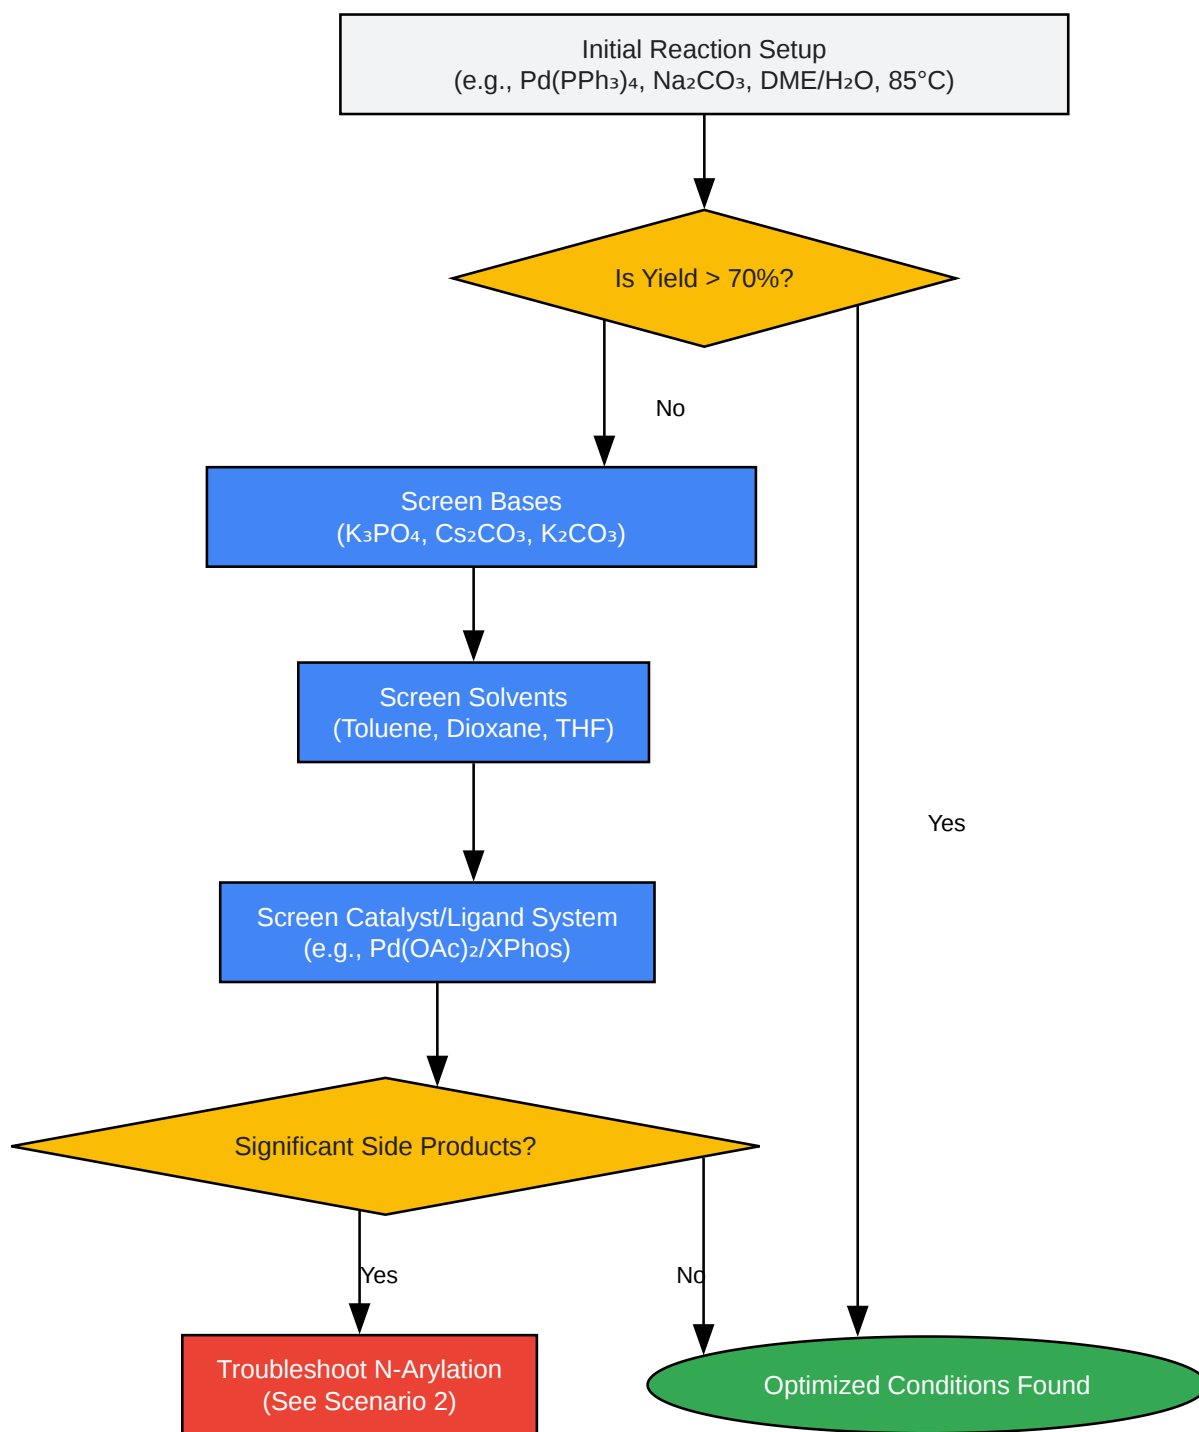 Initial Reaction Setup
(e.g., Pd(PPh₃)₄, Na₂CO₃, DME/H₂O, 85°C)
Is Yield > 70%?
No
Screen Bases
(K₃PO₄, Cs₂CO₃, K₂CO₃)
Screen Solvents
(Toluene, Dioxane, THF)
Yes
Screen Catalyst/Ligand System
(e.g., Pd(OAc)₂/XPhos)
Significant Side Products?
Yes
No
Troubleshoot N-Arylation
(See Scenario 2)
Optimized Conditions Found